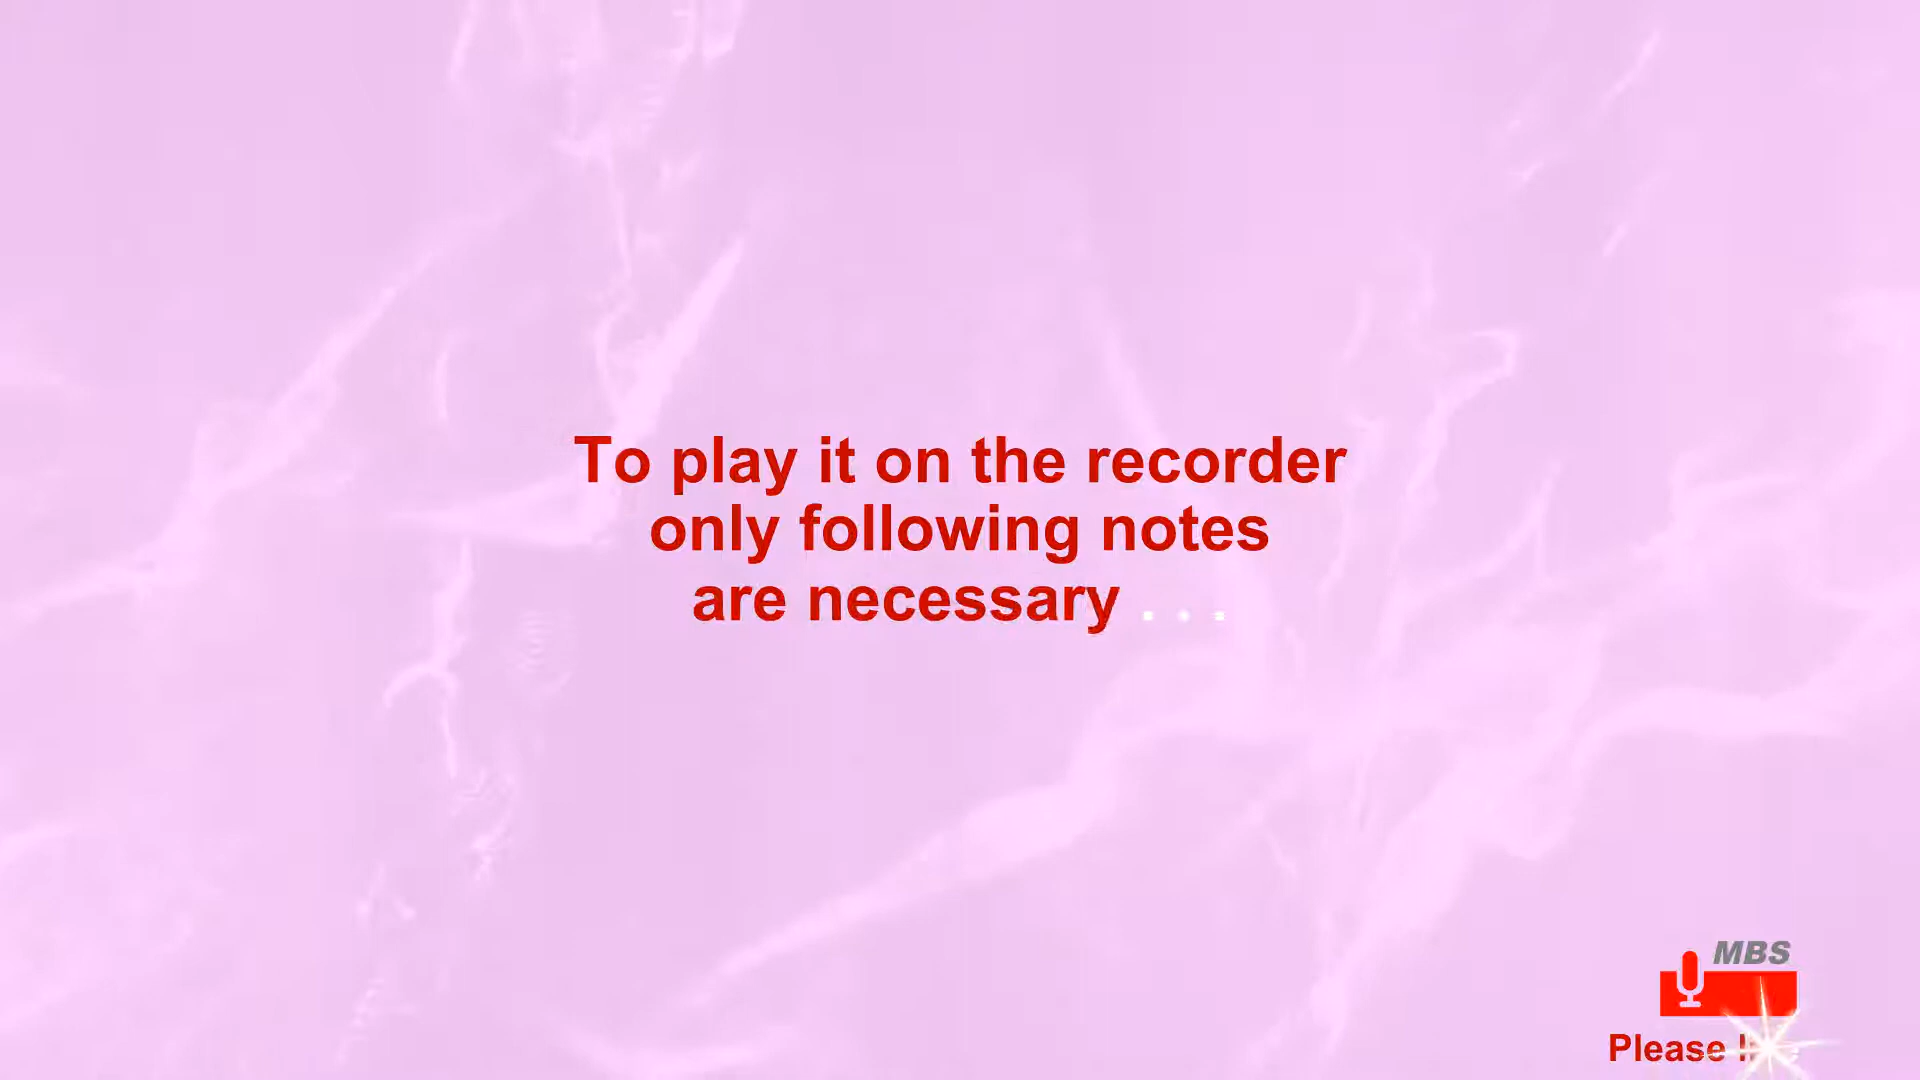 To play it on the recorder
only following notes
are necessary . . .
MBS
Please